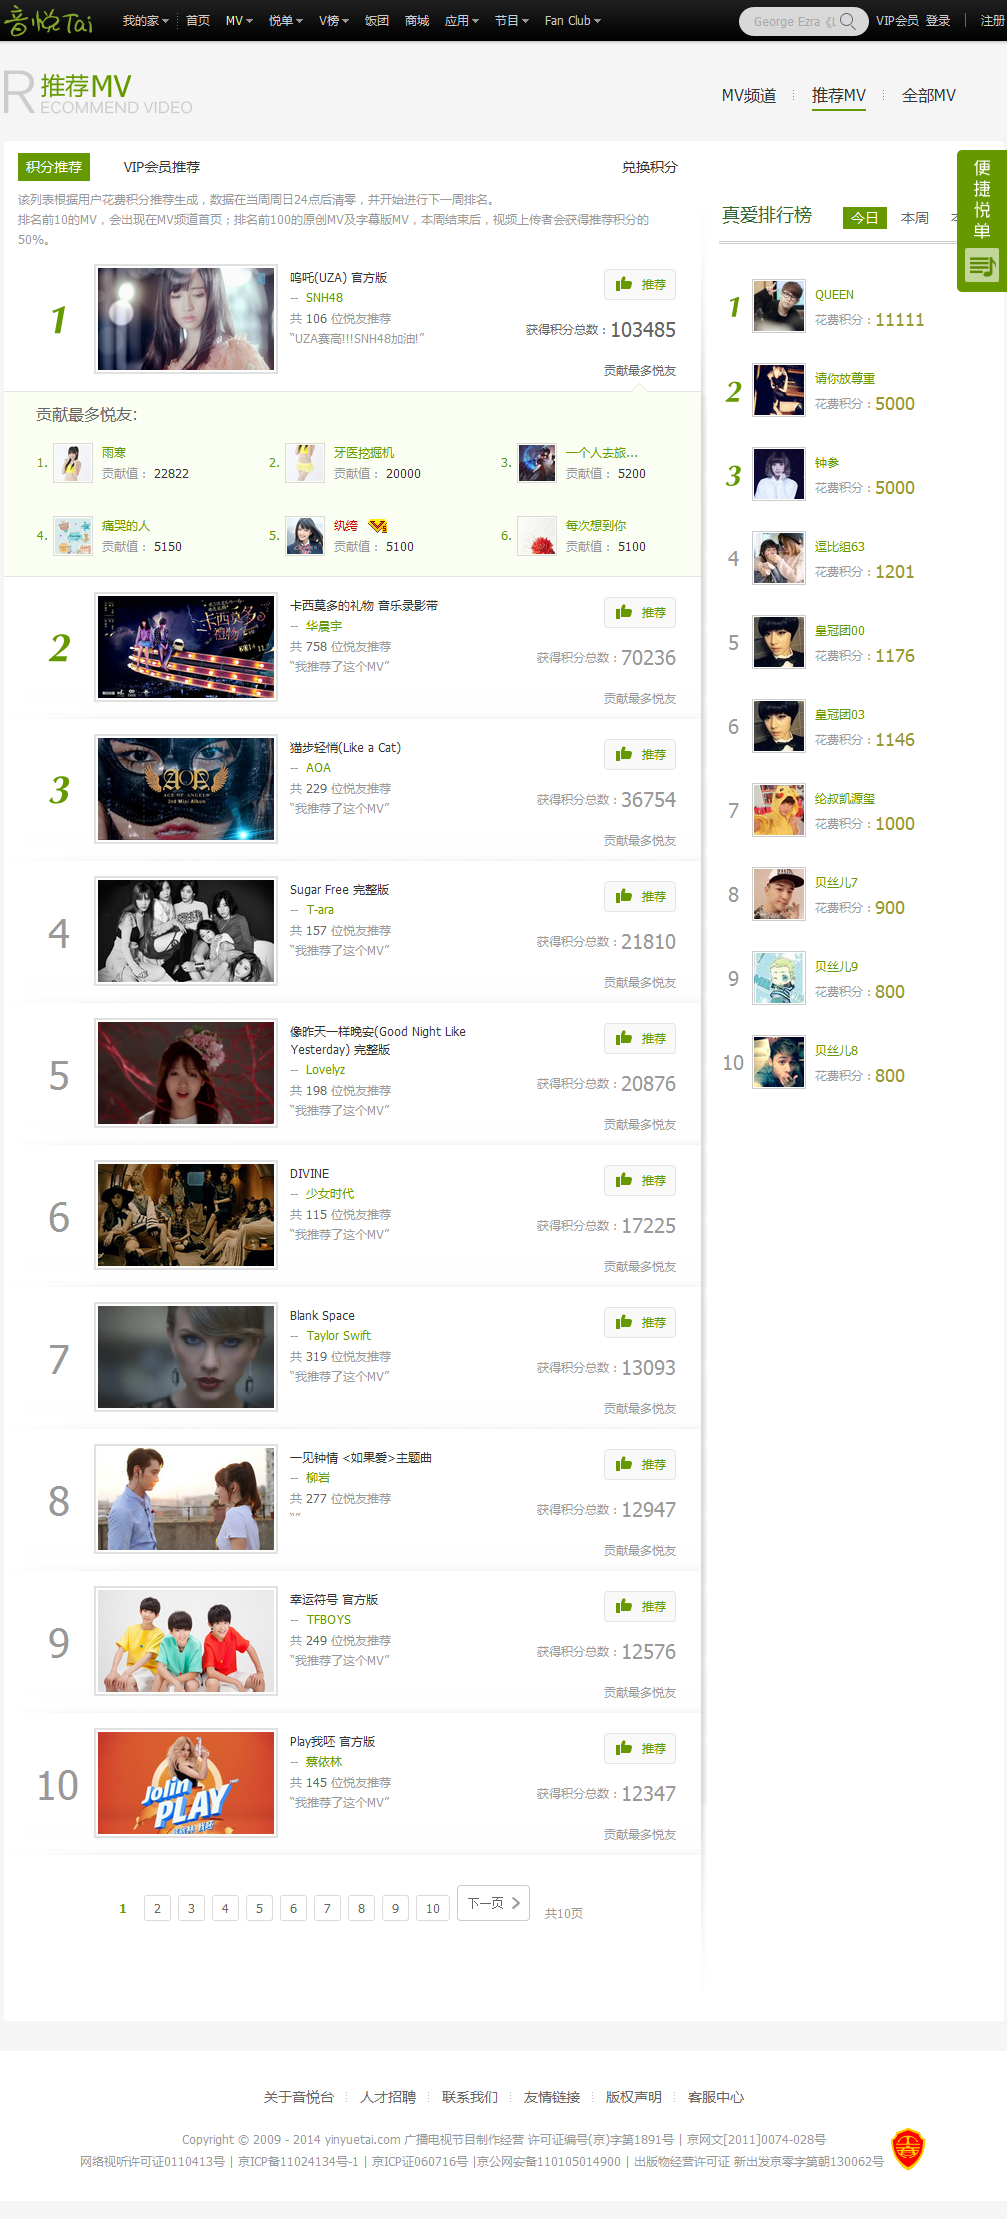 音悦Tai 我的家 首页 MV 悦单 V榜 饭团 商城 应用 节目 Fan Club George Ezra 《L VIP会员 登录 注册
推荐MV
RECOMMEND VIDEO
MV频道 推荐MV 全部MV
积分推荐 VIP会员推荐 兑换积分
该列表根据用户花费积分推荐生成，数据在当周周日24点后清零，并开始进行下一周排名。
排名前10的MV，会出现在MV频道首页；排名前100的原创MV及字幕版MV，本周结束后，视频上传者会获得推荐积分的
50%。
1
呜吒(UZA) 官方版
-- SNH48
共 106 位悦友推荐
“UZA赛高!!!SNH48加油!”
推荐
获得积分总数：103485
贡献最多悦友
贡献最多悦友:
1. 雨寒
贡献值： 22822
2. 牙医挖掘机
贡献值： 20000
3. 一个人去旅...
贡献值： 5200
4. 痛哭的人
贡献值： 5150
5. 纨绔
贡献值： 5100
6. 每次想到你
贡献值： 5100
2
卡西莫多的礼物
卡西莫多的礼物 音乐录影带
-- 华晨宇
共 758 位悦友推荐
“我推荐了这个MV”
推荐
获得积分总数：70236
贡献最多悦友
3
AOA
ACE OF ANGELS
2nd Mini Album
猫步轻悄(Like a Cat)
-- AOA
共 229 位悦友推荐
“我推荐了这个MV”
推荐
获得积分总数：36754
贡献最多悦友
4
Sugar Free 完整版
-- T-ara
共 157 位悦友推荐
“我推荐了这个MV”
推荐
获得积分总数：21810
贡献最多悦友
5
像昨天一样晚安(Good Night Like
Yesterday) 完整版
-- Lovelyz
共 198 位悦友推荐
“我推荐了这个MV”
推荐
获得积分总数：20876
贡献最多悦友
6
DIVINE
-- 少女时代
共 115 位悦友推荐
“我推荐了这个MV”
推荐
获得积分总数：17225
贡献最多悦友
7
Blank Space
-- Taylor Swift
共 319 位悦友推荐
“我推荐了这个MV”
推荐
获得积分总数：13093
贡献最多悦友
8
一见钟情 <如果爱>主题曲
-- 柳岩
共 277 位悦友推荐
“”
推荐
获得积分总数：12947
贡献最多悦友
9
幸运符号 官方版
-- TFBOYS
共 249 位悦友推荐
“我推荐了这个MV”
推荐
获得积分总数：12576
贡献最多悦友
10
Jolin
PLAY
Play我呸 官方版
-- 蔡依林
共 145 位悦友推荐
“我推荐了这个MV”
推荐
获得积分总数：12347
贡献最多悦友
1 2 3 4 5 6 7 8 9 10 下一页 共10页
便捷悦单
真爱排行榜 今日 本周
1 QUEEN
花费积分：11111
2 请你放尊重
花费积分：5000
3 钟参
花费积分：5000
4 逗比组63
花费积分：1201
5 皇冠团00
花费积分：1176
6 皇冠团03
花费积分：1146
7 纶叔凯源玺
花费积分：1000
8 贝丝儿7
花费积分：900
9 贝丝儿9
花费积分：800
10 贝丝儿8
花费积分：800
关于音悦台 人才招聘 联系我们 友情链接 版权声明 客服中心
Copyright © 2009 - 2014 yinyuetai.com 广播电视节目制作经营 许可证编号(京)字第1891号 | 京网文[2011]0074-028号
网络视听许可证0110413号 | 京ICP备11024134号-1 | 京ICP证060716号 |京公网安备110105014900 | 出版物经营许可证 新出发京零字第朝130062号